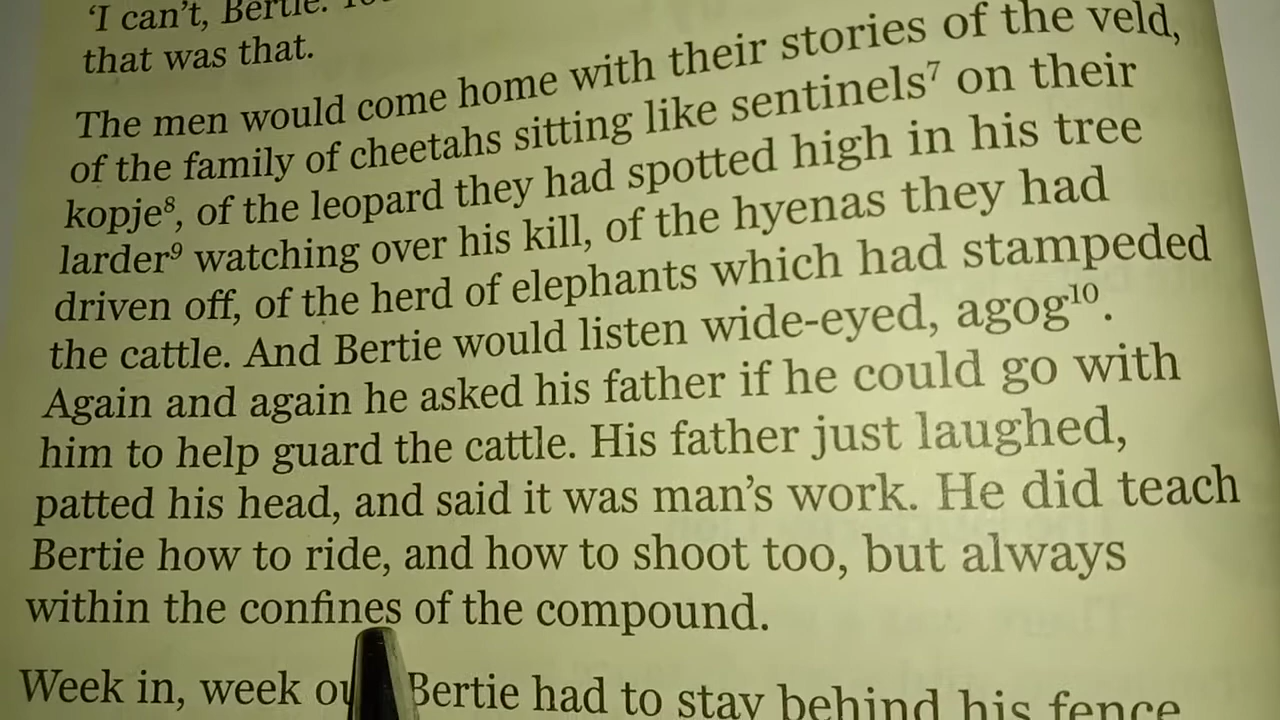 'I can't, Bertie.
that was that.
The men would come home with their stories of the veld,
of the family of cheetahs sitting like sentinels⁷ on their
kopje⁸, of the leopard they had spotted high in his tree
larder⁹ watching over his kill, of the hyenas they had
driven off, of the herd of elephants which had stampeded
the cattle. And Bertie would listen wide-eyed, agog¹⁰.
Again and again he asked his father if he could go with
him to help guard the cattle. His father just laughed,
patted his head, and said it was man's work. He did teach
Bertie how to ride, and how to shoot too, but always
within the confines of the compound.
Week in, week Bertie had to stay behind his fence